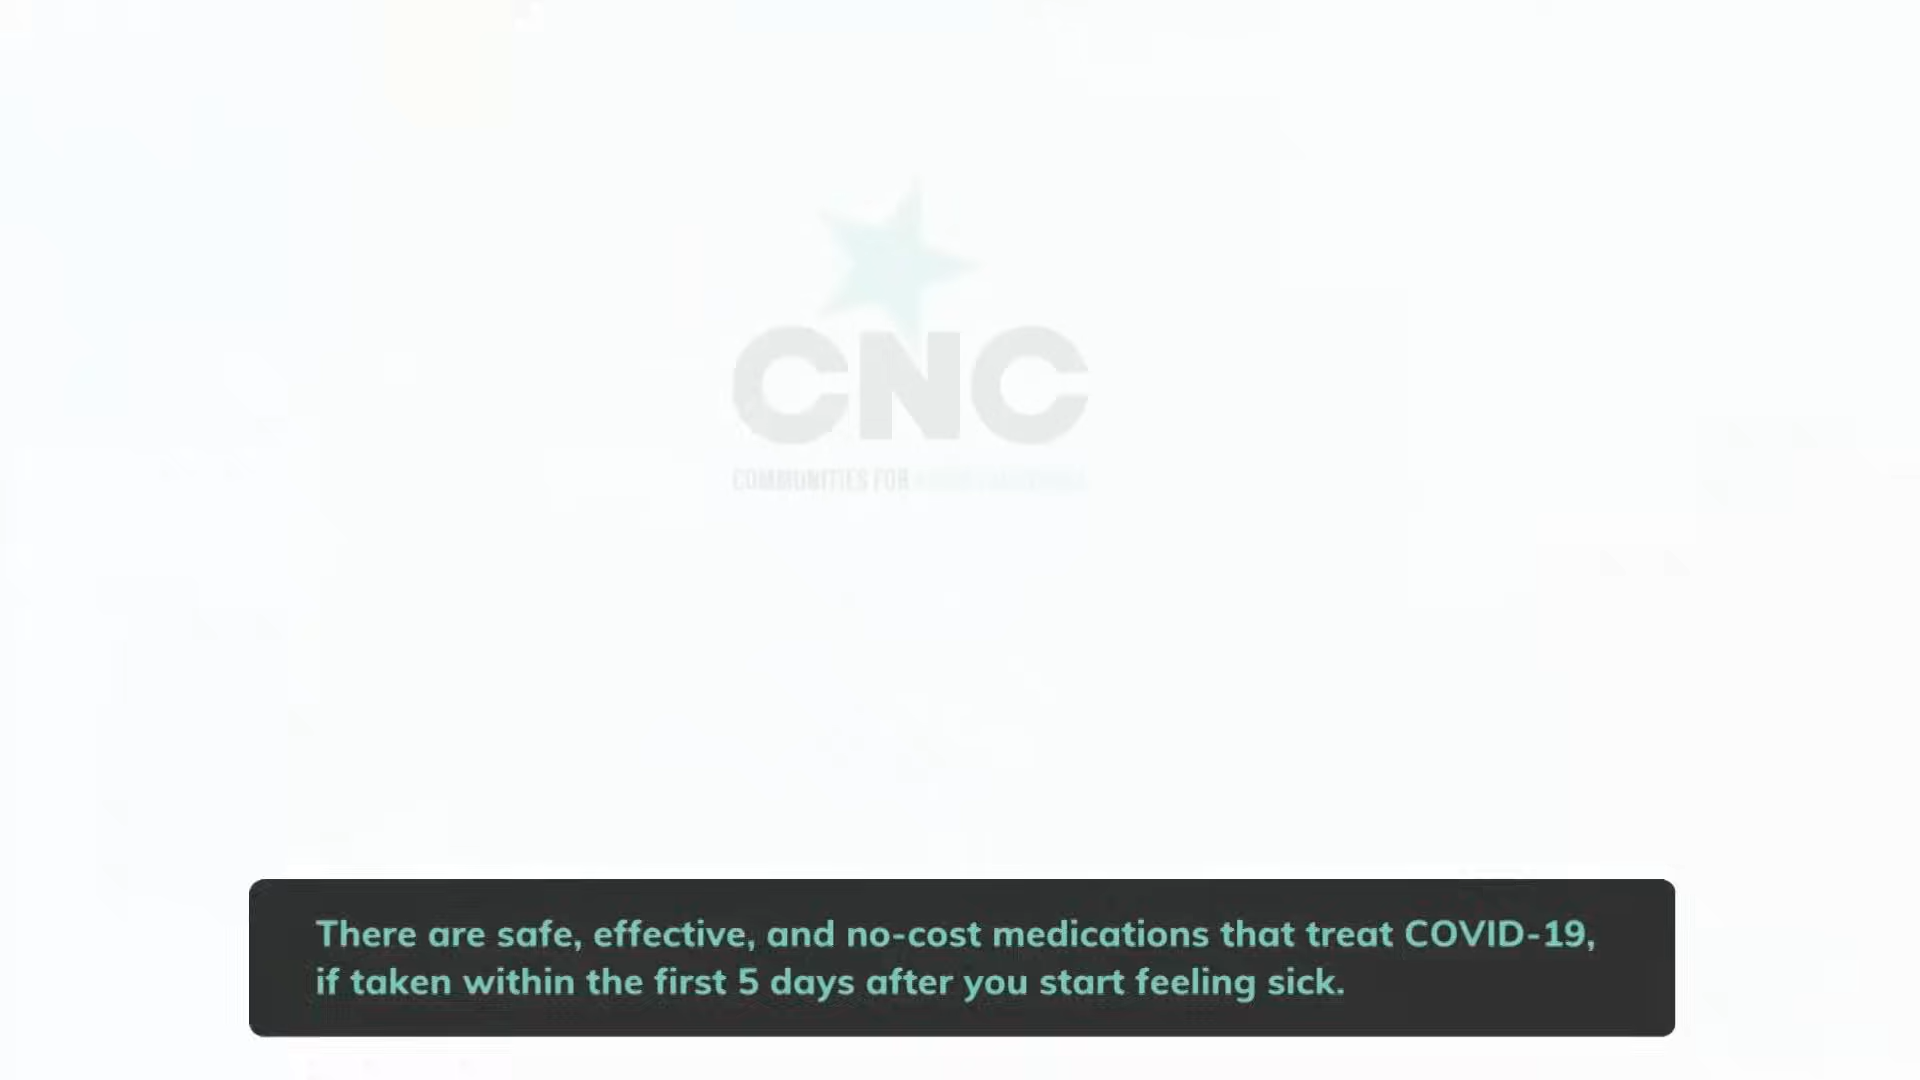 CNC
COMMUNITIES FOR
There are safe, effective, and no-cost medications that treat COVID-19,
if taken within the first 5 days after you start feeling sick.